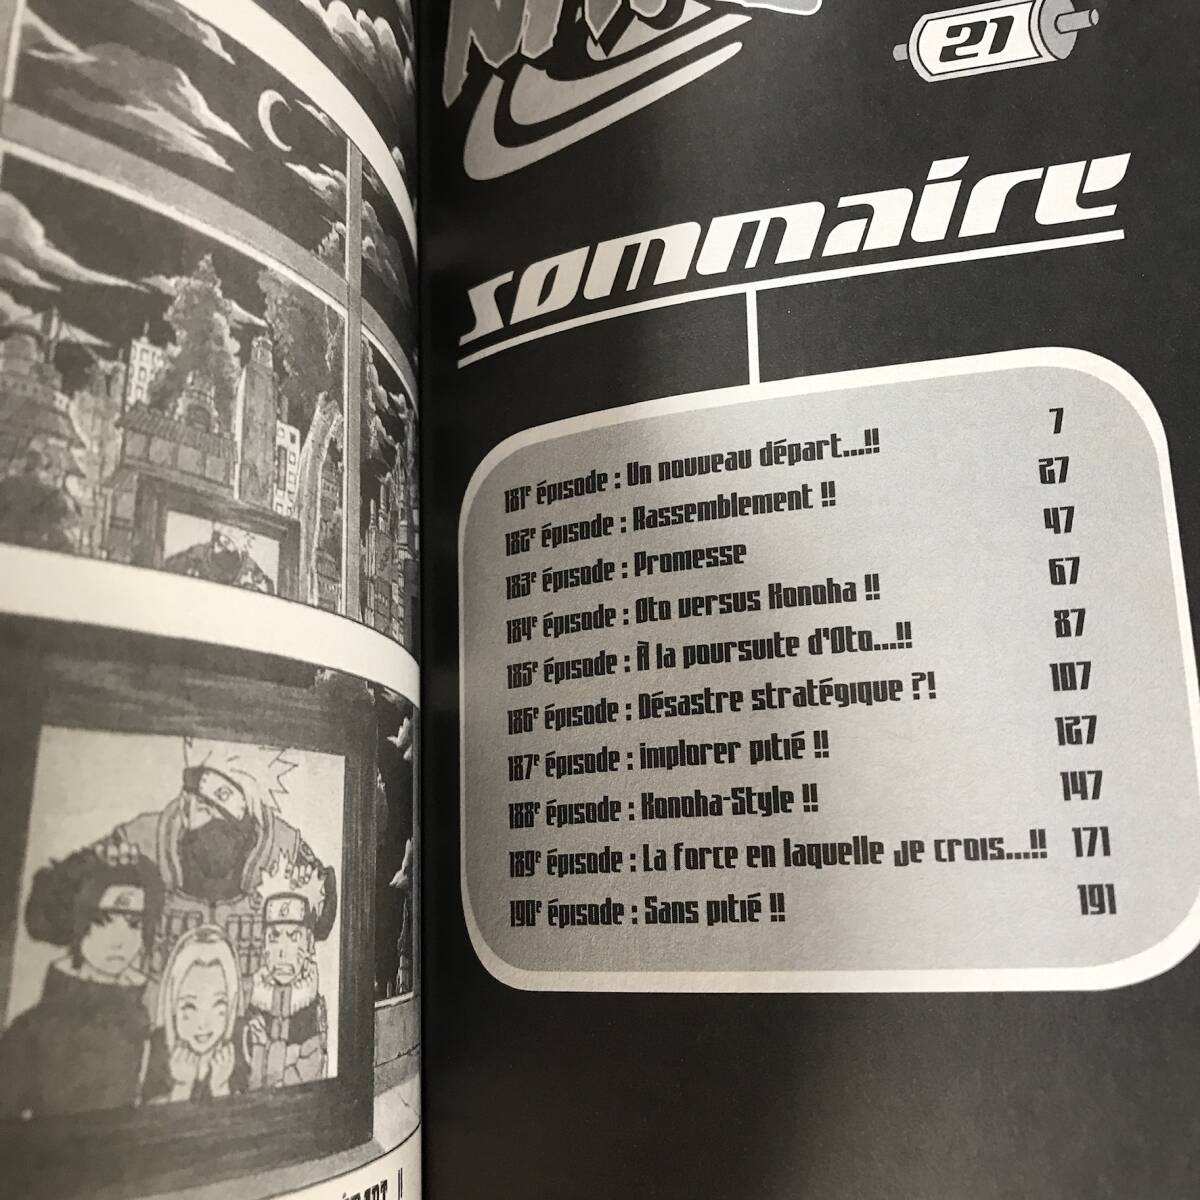 21
sommaire
181e épisode : Un nouveau départ...!! 7
182e épisode : Rassemblement !! 27
183e épisode : Promesse 47
184e épisode : Oto versus Konoha !! 67
185e épisode : À la poursuite d'Oto...!! 87
186e épisode : Désastre stratégique ?! 107
187e épisode : implorer pitié !! 127
188e épisode : Konoha-Style !! 147
189e épisode : La force en laquelle je crois...!! 171
190e épisode : Sans pitié !! 191